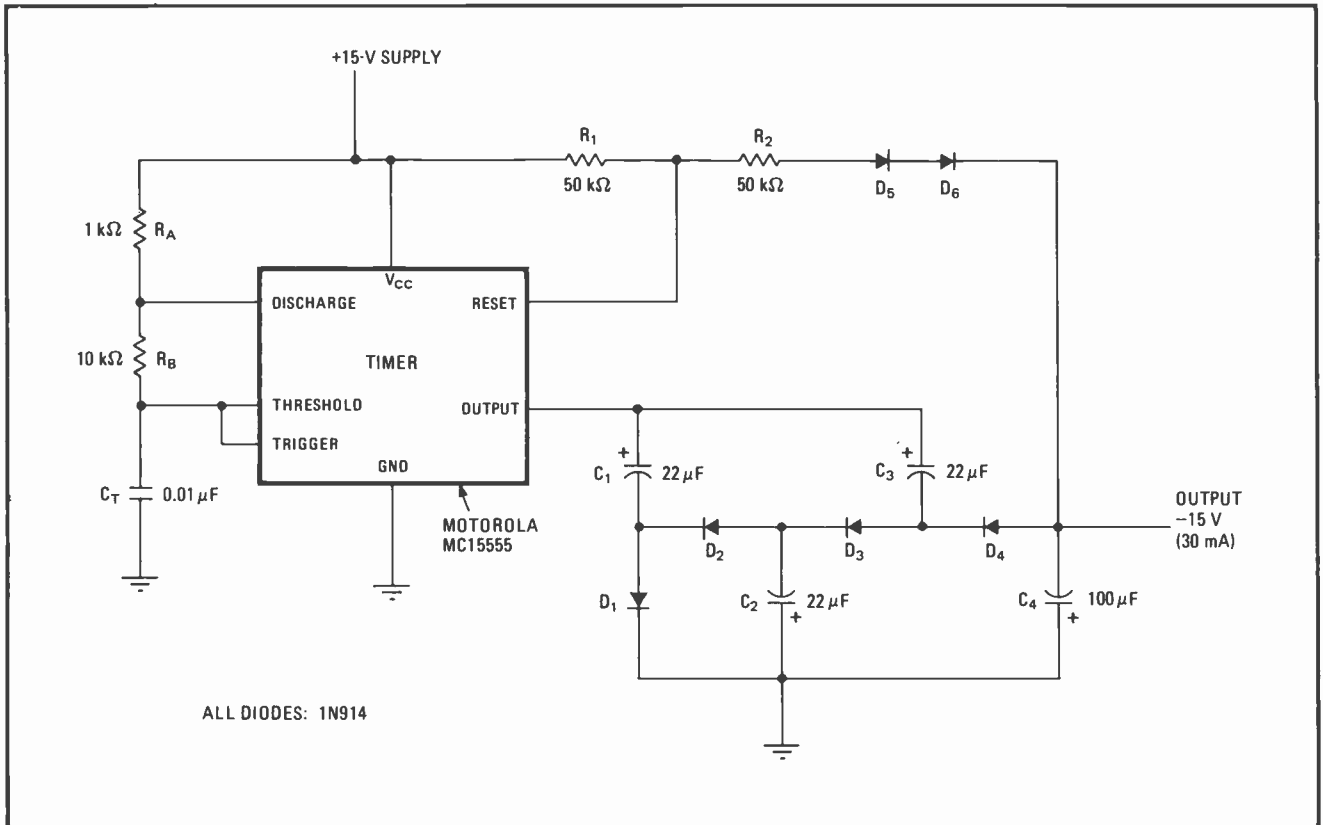 +15-V SUPPLY
R1
50 kΩ
R2
50 kΩ
D5
D6
1 kΩ
RA
VCC
DISCHARGE
RESET
10 kΩ
RB
TIMER
THRESHOLD
OUTPUT
TRIGGER
GND
+
C1
22 µF
+
C3
22 µF
CT
0.01 µF
MOTOROLA
MC15555
OUTPUT
−15 V
(30 mA)
D2
D3
D4
D1
C2
22 µF
+
C4
100 µF
+
ALL DIODES: 1N914